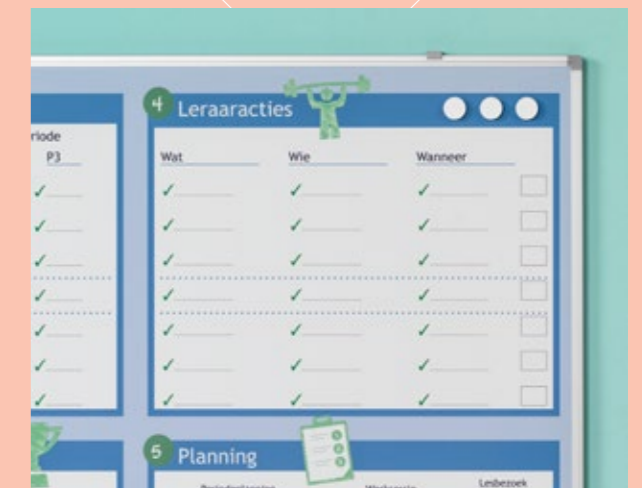 4 Leraaracties
riode
P3
Wat Wie Wanneer
5 Planning
Lesbezoek